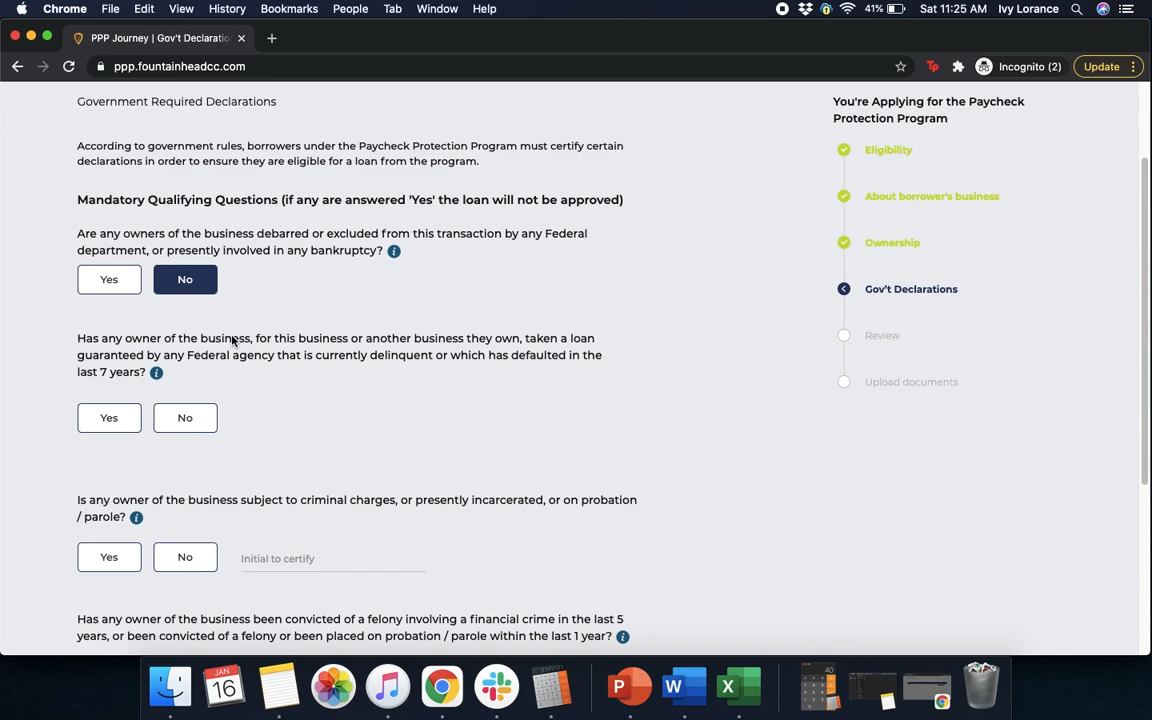 Chrome File Edit View History Bookmarks People Tab Window Help 41% Sat 11:25 AM Ivy Lorance
PPP Journey | Gov't Declaratio
ppp.fountainheadcc.com Incognito (2) Update
Government Required Declarations
According to government rules, borrowers under the Paycheck Protection Program must certify certain
declarations in order to ensure they are eligible for a loan from the program.
Mandatory Qualifying Questions (if any are answered 'Yes' the loan will not be approved)
Are any owners of the business debarred or excluded from this transaction by any Federal
department, or presently involved in any bankruptcy? i
Yes No
Has any owner of the business, for this business or another business they own, taken a loan
guaranteed by any Federal agency that is currently delinquent or which has defaulted in the
last 7 years? i
Yes No
Is any owner of the business subject to criminal charges, or presently incarcerated, or on probation
/ parole? i
Yes No Initial to certify
Has any owner of the business been convicted of a felony involving a financial crime in the last 5
years, or been convicted of a felony or been placed on probation / parole within the last 1 year? i
You're Applying for the Paycheck
Protection Program
Eligibility
About borrower's business
Ownership
Gov't Declarations
Review
Upload documents
JAN
16
P
W
X
40